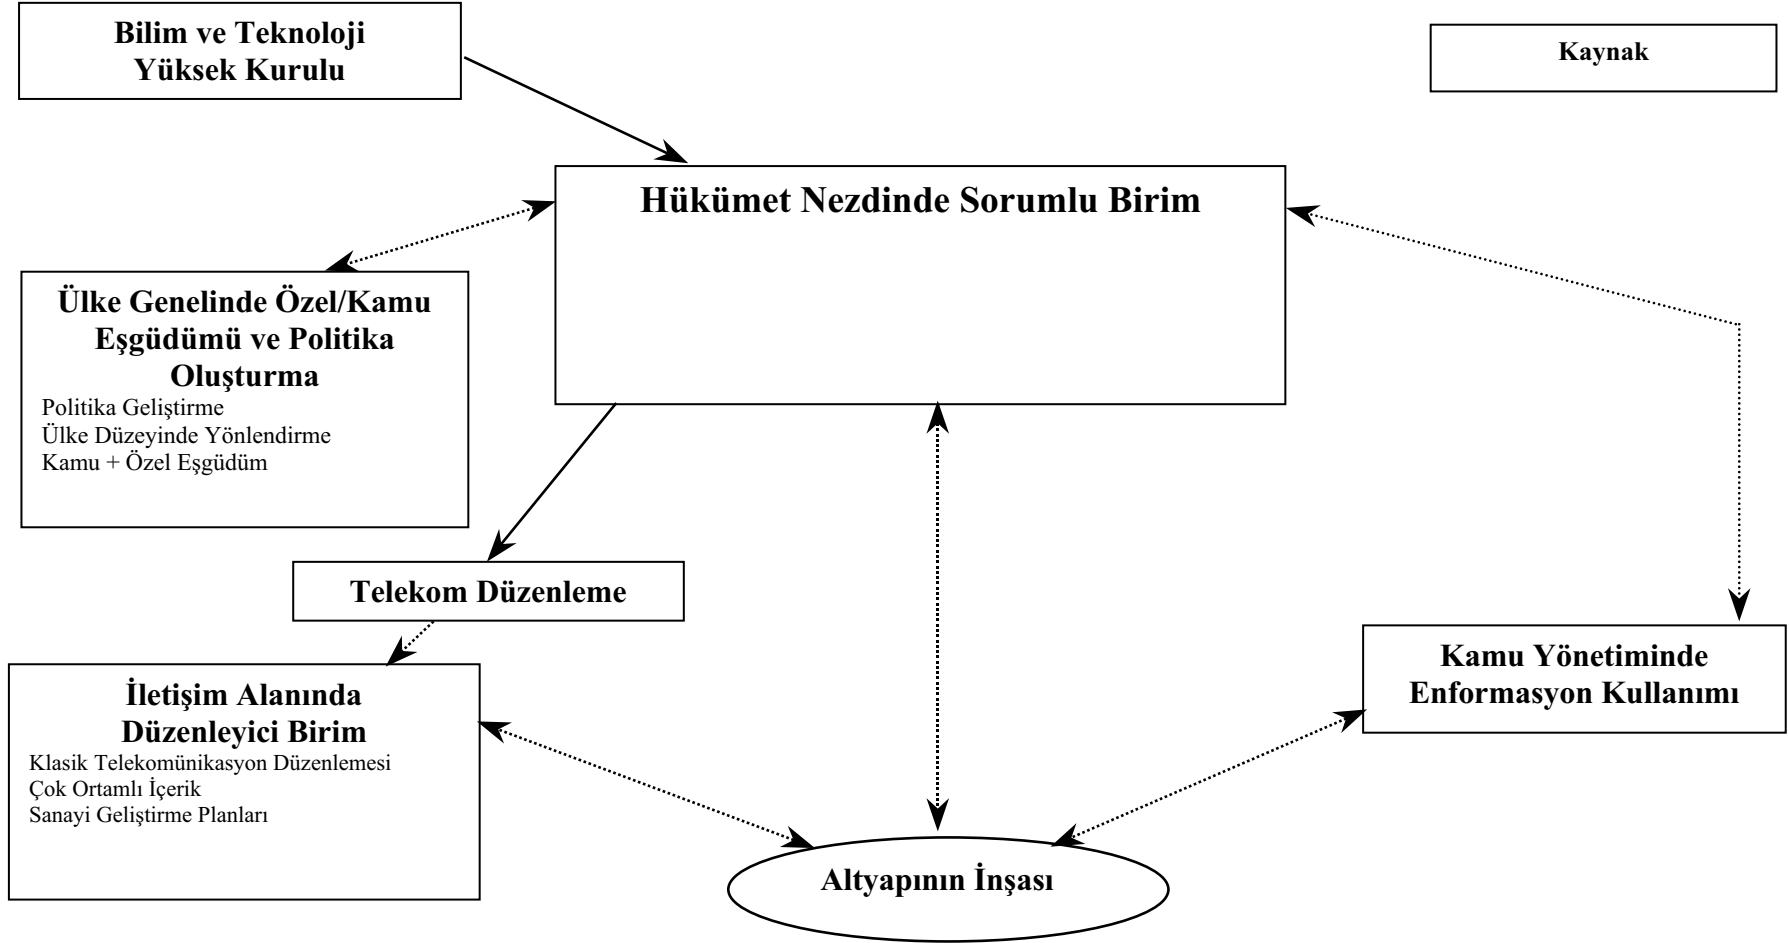 Bilim ve Teknoloji
Yüksek Kurulu
Kaynak
Hükümet Nezdinde Sorumlu Birim
Ülke Genelinde Özel/Kamu
Eşgüdümü ve Politika
Oluşturma
Politika Geliştirme
Ülke Düzeyinde Yönlendirme
Kamu + Özel Eşgüdüm
Telekom Düzenleme
Kamu Yönetiminde
Enformasyon Kullanımı
İletişim Alanında
Düzenleyici Birim
Klasik Telekomünikasyon Düzenlemesi
Çok Ortamlı İçerik
Sanayi Geliştirme Planları
Altyapının İnşası